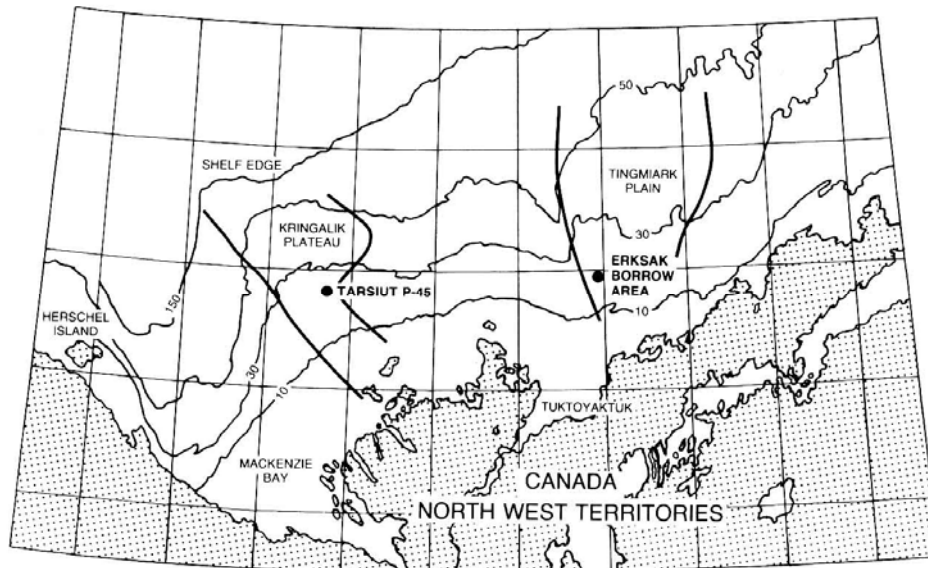 50
SHELF EDGE
TINGMIARK
PLAIN
KRINGALIK
PLATEAU
30
ERKSAK
BORROW
AREA
TARSIUT P-45
10
150
HERSCHEL
ISLAND
30
10
TUKTOYAKTUK
MACKENZIE
BAY
CANADA
NORTH WEST TERRITORIES